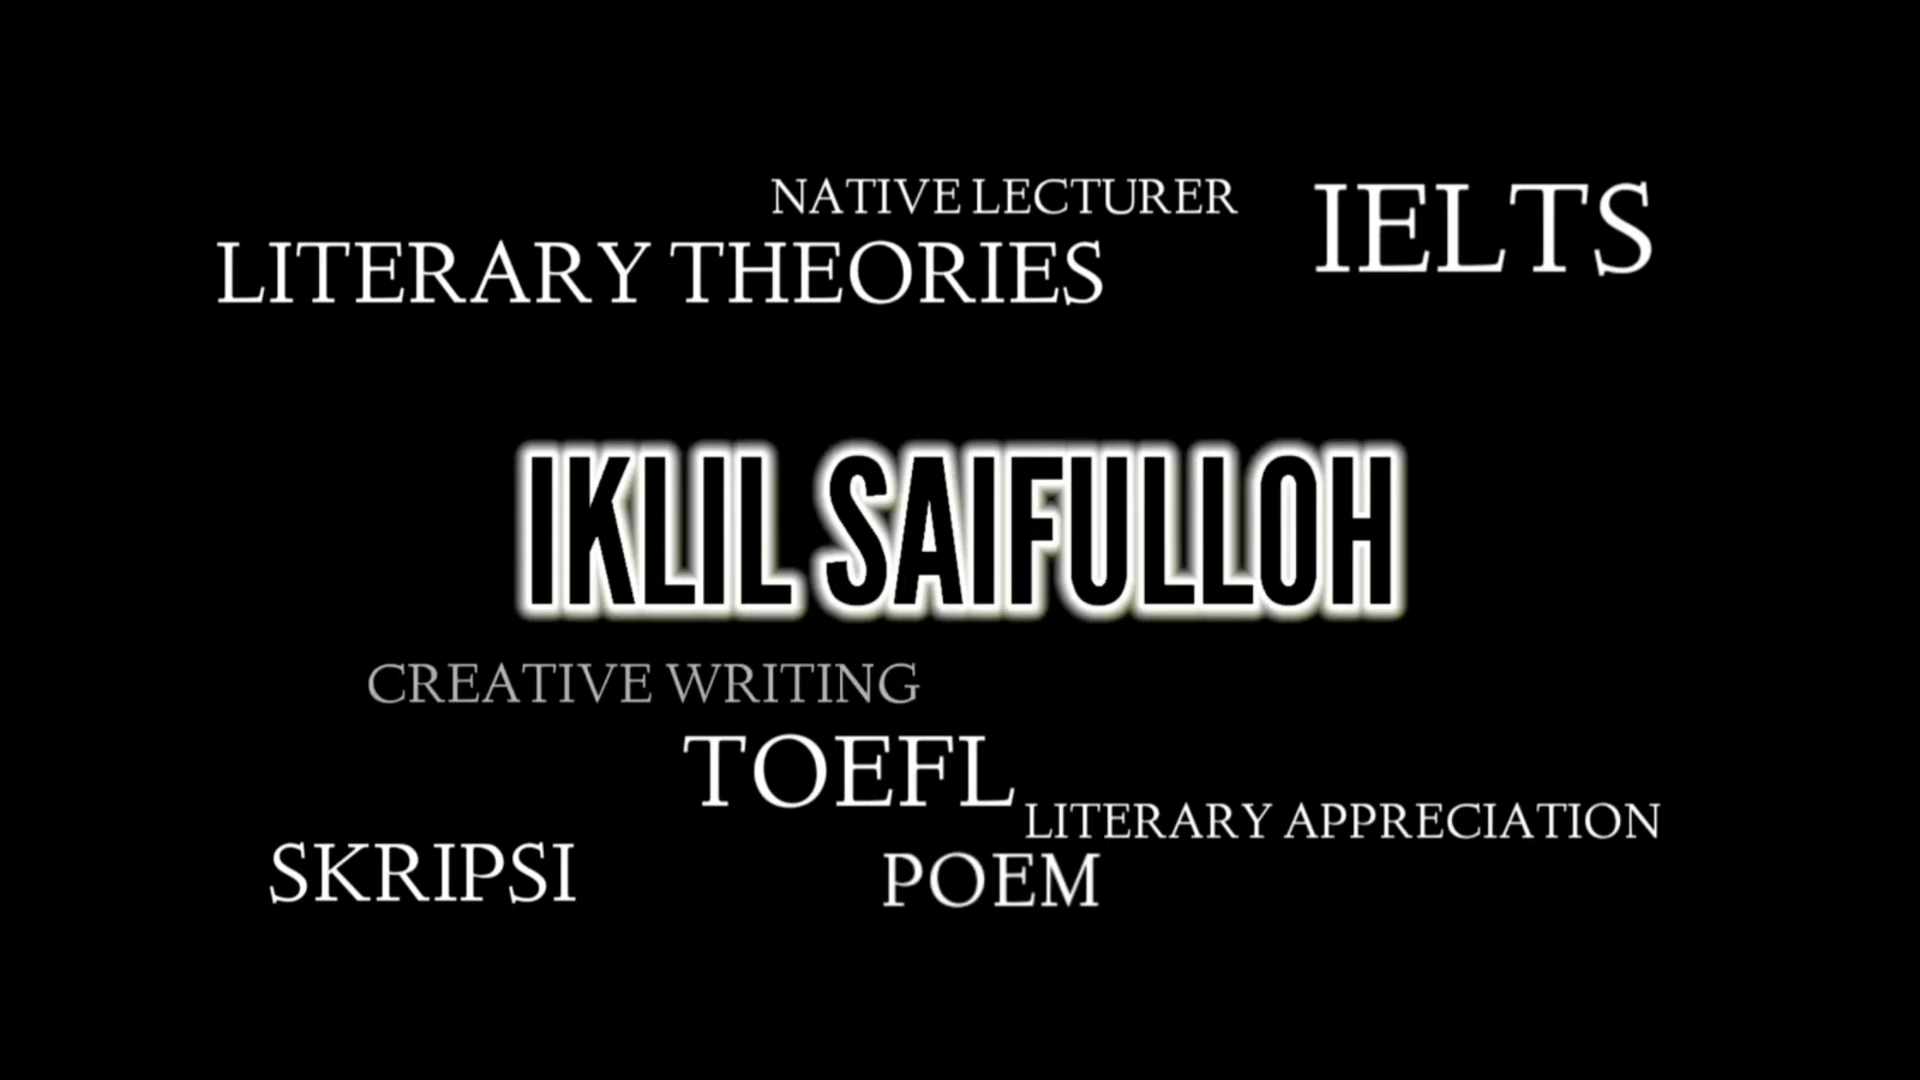 NATIVE LECTURER
IELTS
LITERARY THEORIES
IKLIL SAIFULLOH
CREATIVE WRITING
TOEFL
LITERARY APPRECIATION
SKRIPSI
POEM